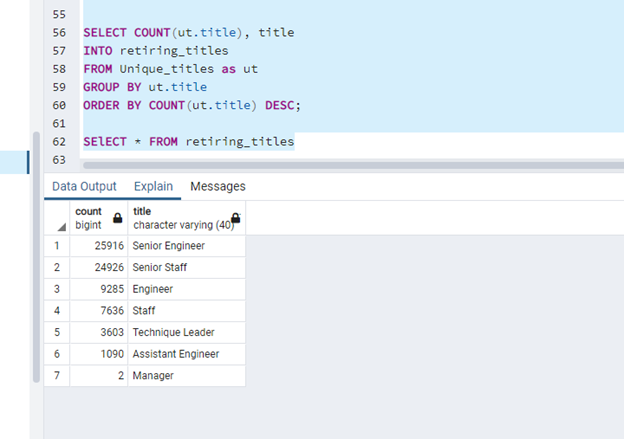 55
56 SELECT COUNT(ut.title), title
57 INTO retiring_titles
58 FROM Unique_titles as ut
59 GROUP BY ut.title
60 ORDER BY COUNT(ut.title) DESC;
61
62 SElECT * FROM retiring_titles
63
Data Output Explain Messages
count title
bigint character varying (40)
1 25916 Senior Engineer
2 24926 Senior Staff
3 9285 Engineer
4 7636 Staff
5 3603 Technique Leader
6 1090 Assistant Engineer
7 2 Manager